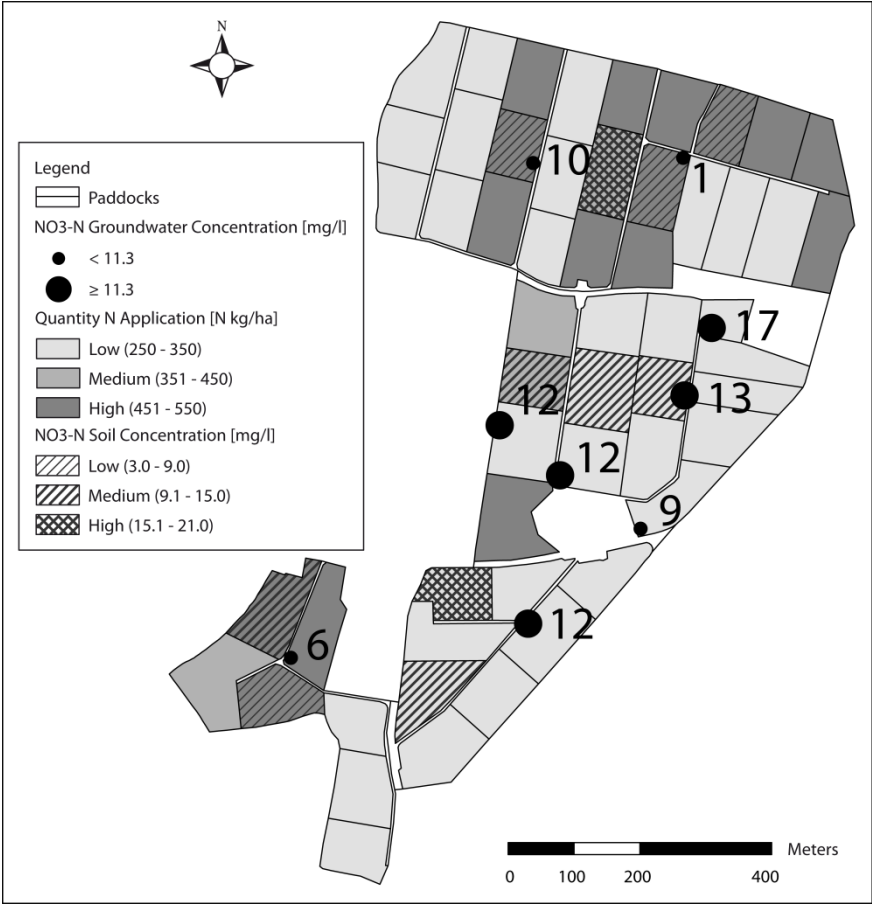 N
10
1
Legend
Paddocks
NO3-N Groundwater Concentration [mg/l]
< 11.3
≥ 11.3
Quantity N Application [N kg/ha]
Low (250 - 350)
Medium (351 - 450)
High (451 - 550)
NO3-N Soil Concentration [mg/l]
Low (3.0 - 9.0)
Medium (9.1 - 15.0)
High (15.1 - 21.0)
17
13
12
12
9
12
6
Meters
0 100 200 400